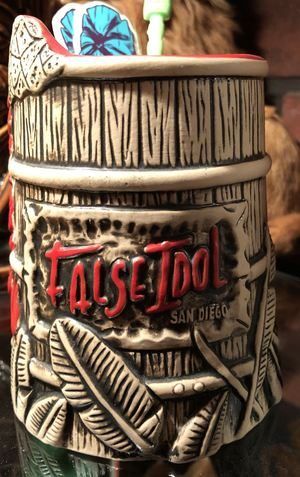 FALSE IDOL
SAN DIEGO